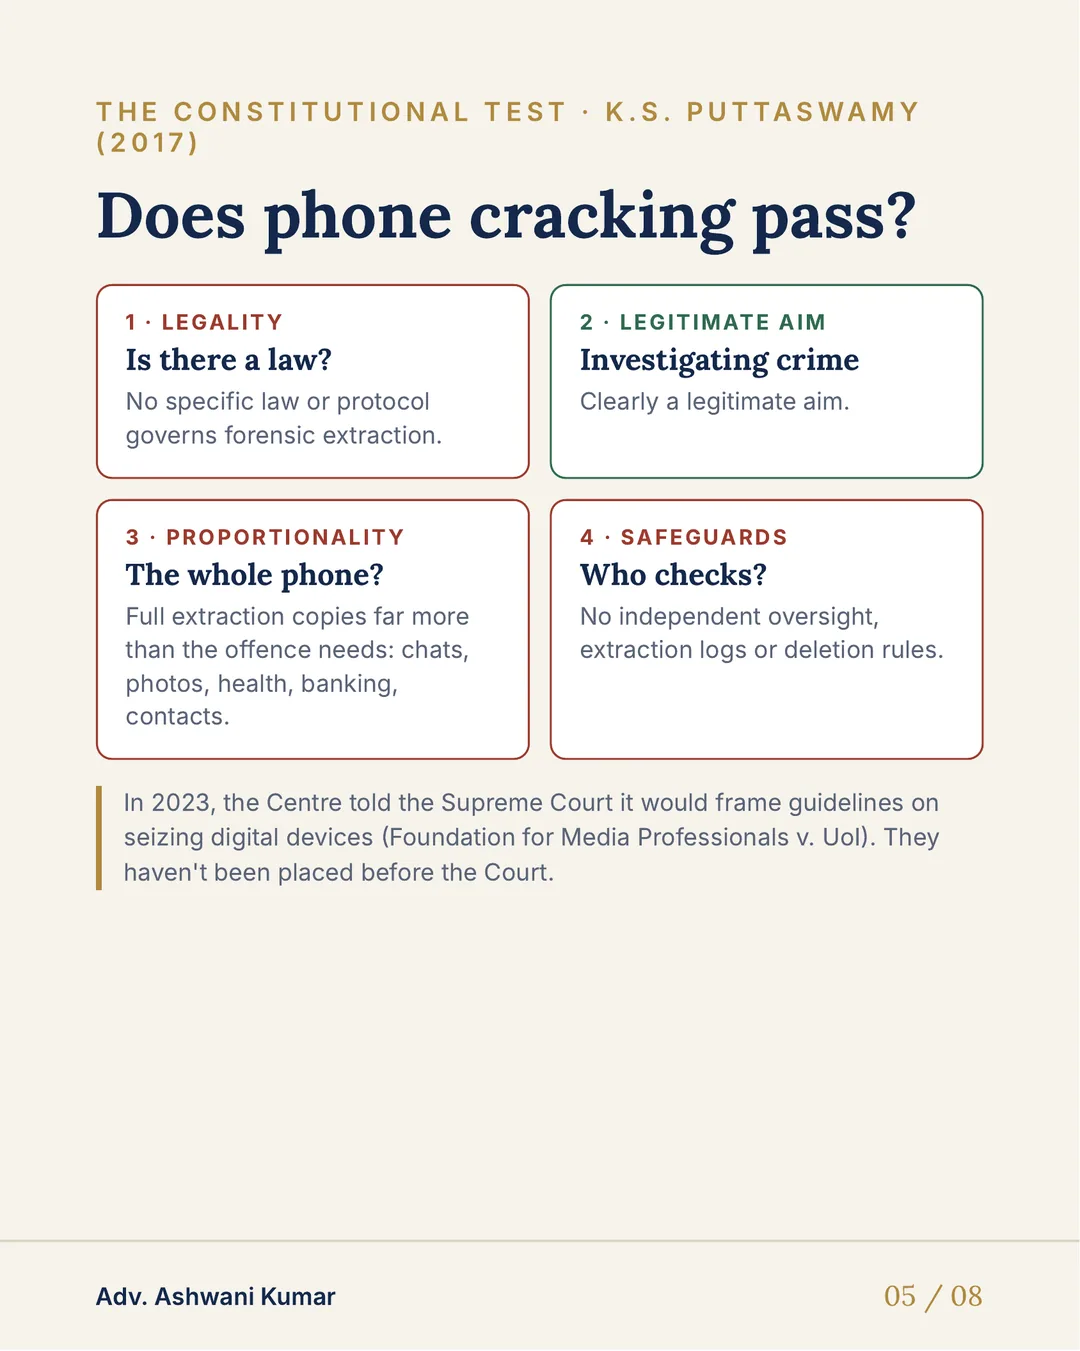 THE CONSTITUTIONAL TEST · K.S. PUTTASWAMY
(2017)
Does phone cracking pass?
1 · LEGALITY
Is there a law?
No specific law or protocol
governs forensic extraction.
2 · LEGITIMATE AIM
Investigating crime
Clearly a legitimate aim.
3 · PROPORTIONALITY
The whole phone?
Full extraction copies far more
than the offence needs: chats,
photos, health, banking,
contacts.
4 · SAFEGUARDS
Who checks?
No independent oversight,
extraction logs or deletion rules.
In 2023, the Centre told the Supreme Court it would frame guidelines on
seizing digital devices (Foundation for Media Professionals v. UoI). They
haven't been placed before the Court.
Adv. Ashwani Kumar
05 / 08